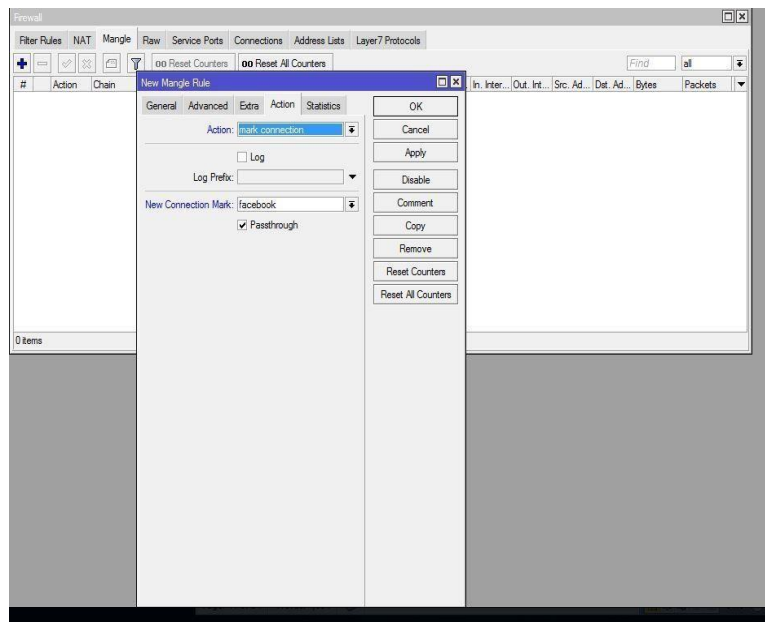 Firewall
Filter Rules NAT Mangle Raw Service Ports Connections Address Lists Layer7 Protocols
00 Reset Counters 00 Reset All Counters Find all
# Action Chain In. Inter... Out. Int... Src. Ad... Dst. Ad... Bytes Packets
New Mangle Rule
General Advanced Extra Action Statistics
Action: mark connection
Log
Log Prefix:
New Connection Mark: facebook
Passthrough
OK
Cancel
Apply
Disable
Comment
Copy
Remove
Reset Counters
Reset All Counters
0 items